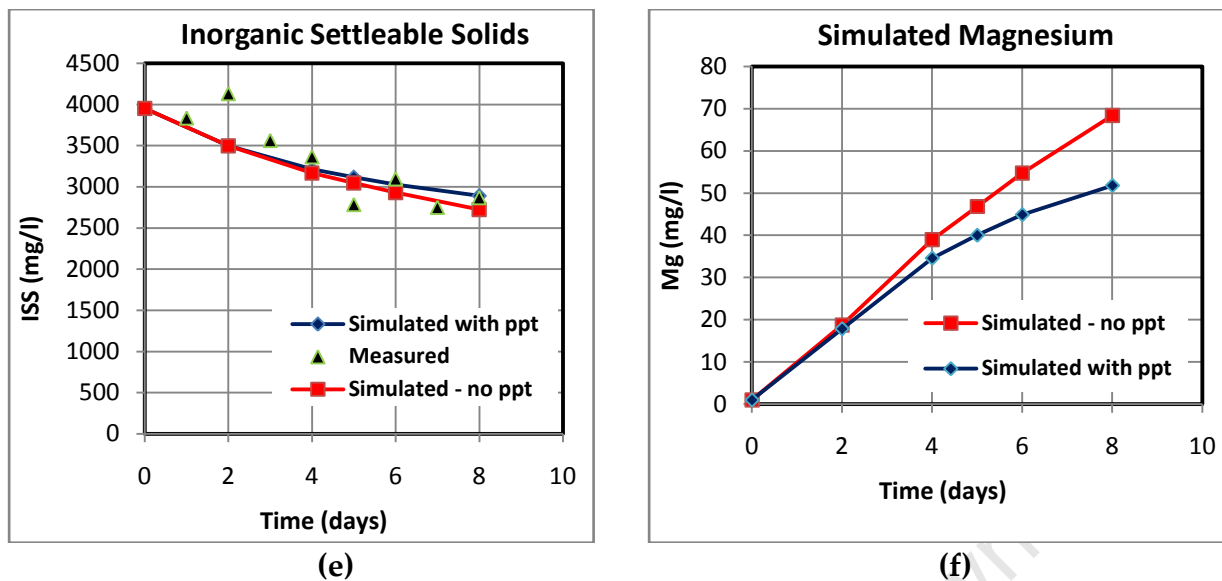 Inorganic Settleable Solids
4500
4000
3500
3000
2500
2000
1500
1000
500
0
ISS (mg/l)
Simulated with ppt
Measured
Simulated - no ppt
0 2 4 6 8 10
Time (days)
(e)
Simulated Magnesium
80
70
60
50
40
30
20
10
0
Mg (mg/l)
Simulated - no ppt
Simulated with ppt
0 2 4 6 8 10
Time (days)
(f)